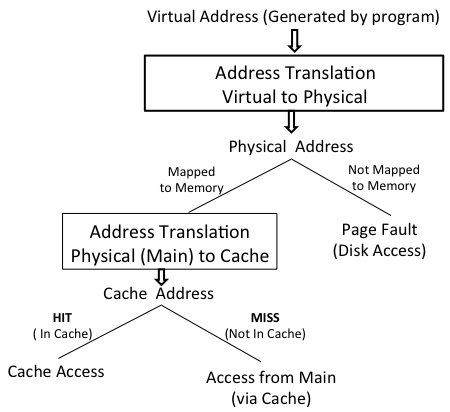 Virtual Address (Generated by program)
Address Translation
Virtual to Physical
Physical Address
Mapped
to Memory
Not Mapped
to Memory
Address Translation
Physical (Main) to Cache
Page Fault
(Disk Access)
Cache Address
HIT
( In Cache)
MISS
(Not In Cache)
Cache Access
Access from Main
(via Cache)